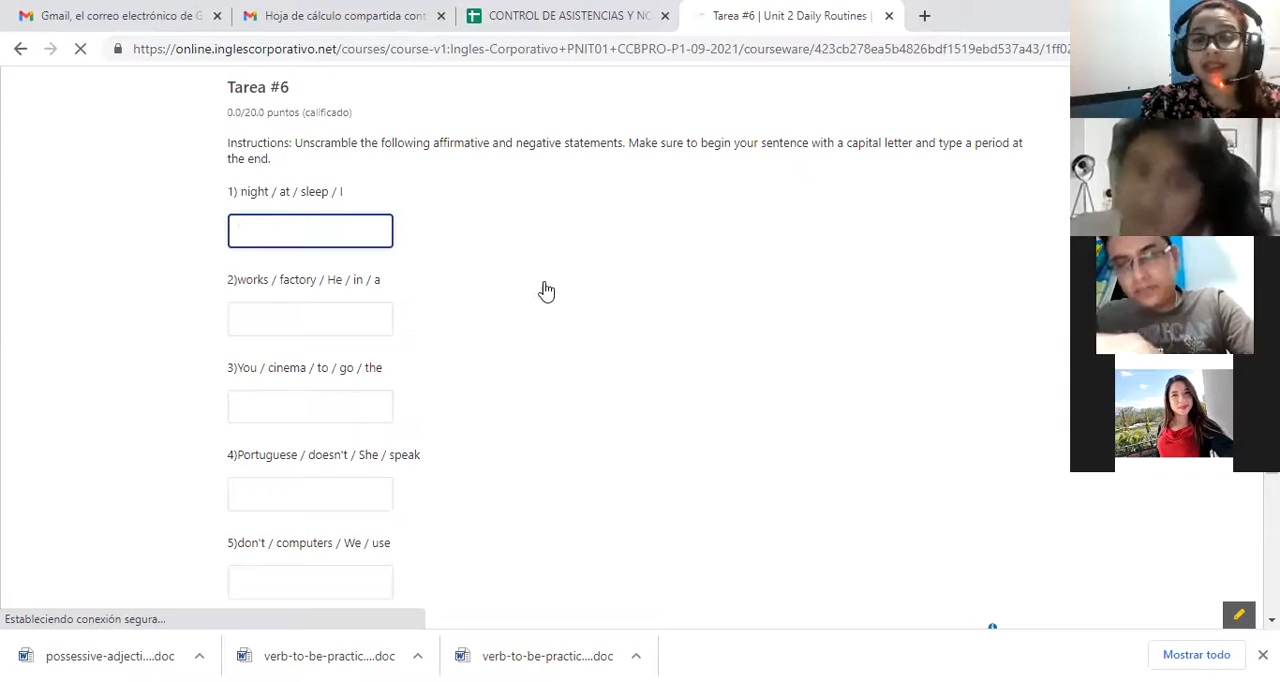 Gmail, el correo electrónico de G
Hoja de cálculo compartida cont
CONTROL DE ASISTENCIAS Y NO
Tarea #6 | Unit 2 Daily Routines |
https://online.inglescorporativo.net/courses/course-v1:Ingles-Corporativo+PNIT01+CCBPRO-P1-09-2021/courseware/423cb278ea5b4826bdf1519ebd537a43/1ff02
Tarea #6
0.0/20.0 puntos (calificado)
Instructions: Unscramble the following affirmative and negative statements. Make sure to begin your sentence with a capital letter and type a period at
the end.
1) night / at / sleep / I
2)works / factory / He / in / a
3)You / cinema / to / go / the
4)Portuguese / doesn't / She / speak
5)don't / computers / We / use
Estableciendo conexión segura...
possessive-adjecti....doc
verb-to-be-practic....doc
verb-to-be-practic....doc
Mostrar todo